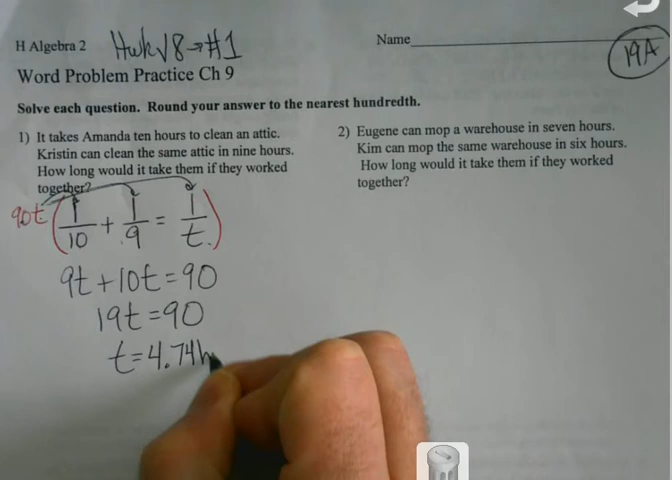 H Algebra 2 Hwk √8→#1
Name
19A
Word Problem Practice Ch 9
Solve each question. Round your answer to the nearest hundredth.
1) It takes Amanda ten hours to clean an attic.
Kristin can clean the same attic in nine hours.
How long would it take them if they worked
together?
90t(1/10 + 1/9 = 1/t)
9t+10t=90
19t=90
t=4.74h
2) Eugene can mop a warehouse in seven hours.
Kim can mop the same warehouse in six hours.
How long would it take them if they worked
together?